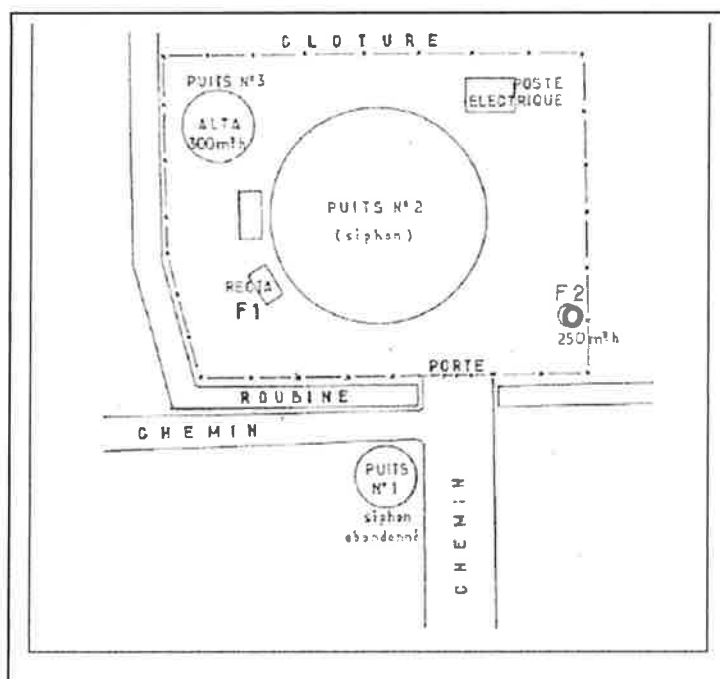 CLOTURE
PUITS N°3
ALTA
300m³h
POSTE
ELECTRIQUE
PUITS N°2
(siphon)
RECIA
F1
F2
250m³h
PORTE
ROUBINE
CHEMIN
PUITS
N°1
siphon
abandonné
CHEMIN